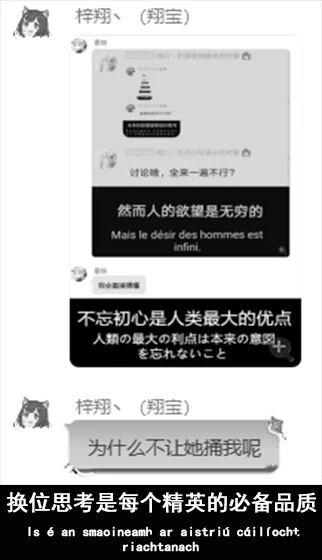 梓翔丶（翔宝）
讨论啥，全来一遍不行?
然而人的欲望是无穷的
Mais le désir des hommes est
infini.
不忘初心是人类最大的优点
人類の最大の利点は本来の意図
を忘れないこと
梓翔丶（翔宝）
为什么不让她捅我呢
换位思考是每个精英的必备品质
Is é an smaoineamh ar aistriú cáilíocht
riachtanach